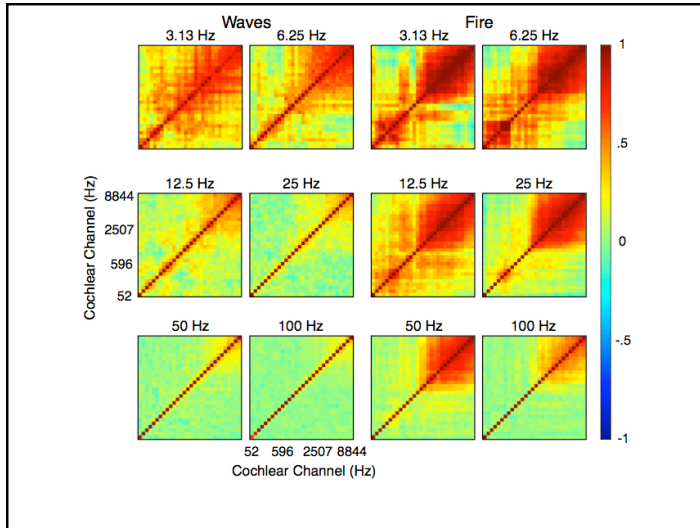 Waves Fire
3.13 Hz 6.25 Hz 3.13 Hz 6.25 Hz
1
.5
0
-.5
-1
12.5 Hz 25 Hz 12.5 Hz 25 Hz
Cochlear Channel (Hz)
8844
2507
596
52
50 Hz 100 Hz 50 Hz 100 Hz
52 596 2507 8844
Cochlear Channel (Hz)